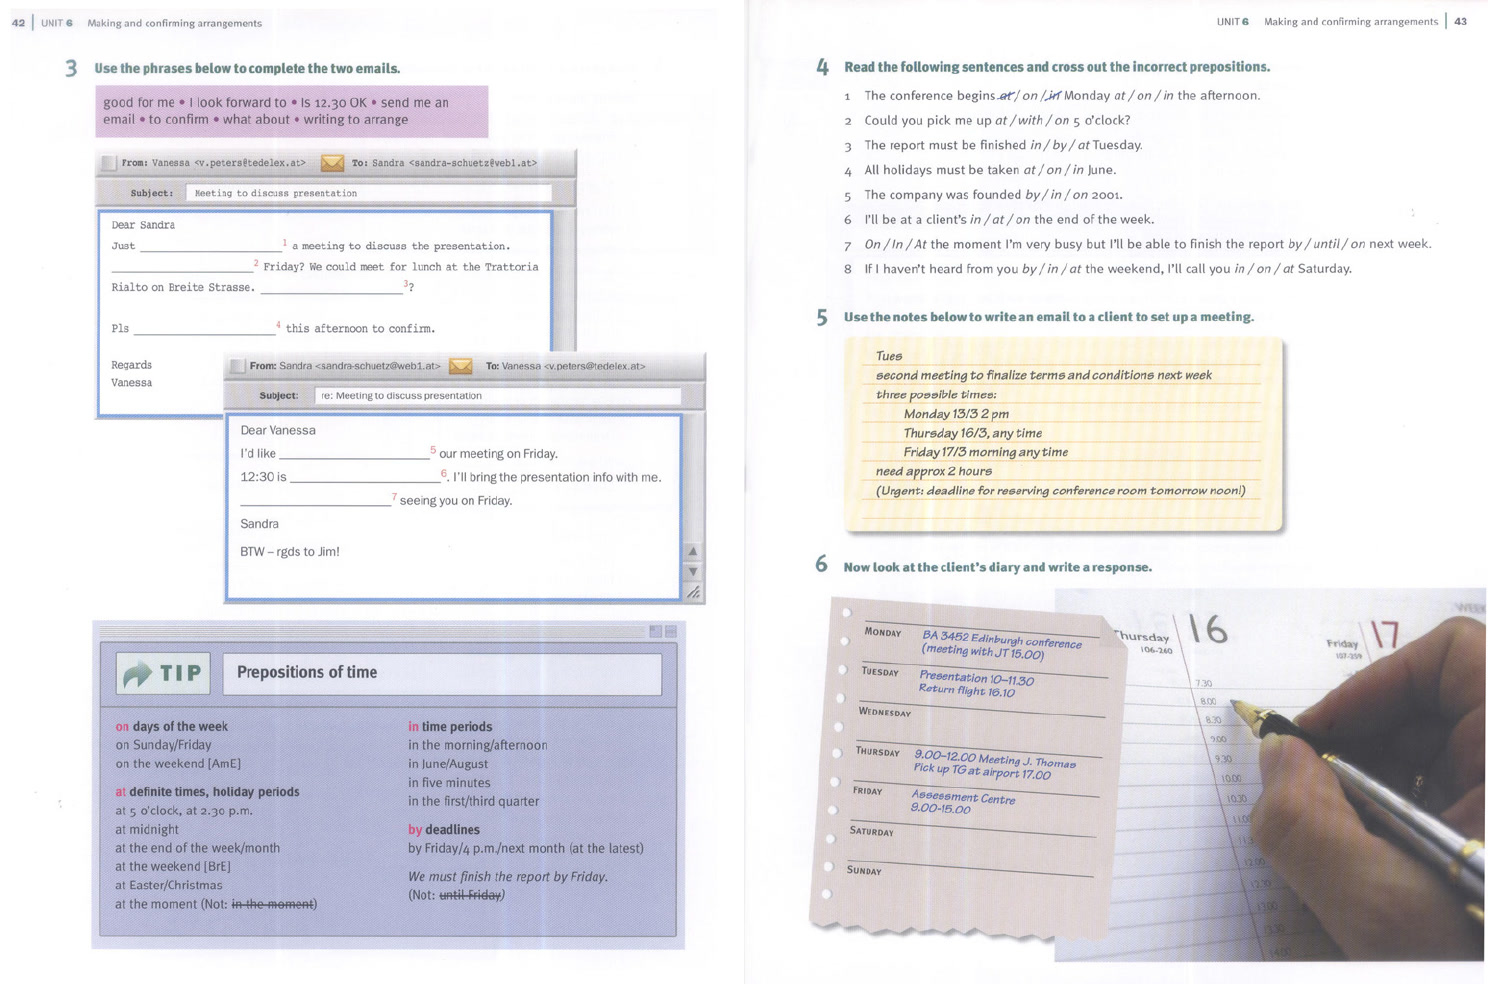 42 | UNIT 6 Making and confirming arrangements
3 Use the phrases below to complete the two emails.
good for me • I look forward to • Is 12.30 OK • send me an
email • to confirm • what about • writing to arrange
From: Vanessa <v.peters@tedelex.at> To: Sandra <sandra-schuetz@web1.at>
Subject: Meeting to discuss presentation
Dear Sandra
Just ____________________ 1 a meeting to discuss the presentation.
____________________ 2 Friday? We could meet for lunch at the Trattoria
Rialto on Breite Strasse. ____________________ 3?
Pls ____________________ 4 this afternoon to confirm.
Regards
Vanessa
From: Sandra <sandra-schuetz@web1.at> To: Vanessa <v.peters@tedelex.at>
Subject: re: Meeting to discuss presentation
Dear Vanessa
I'd like ____________________ 5 our meeting on Friday.
12:30 is ____________________ 6. I'll bring the presentation info with me.
____________________ 7 seeing you on Friday.
Sandra
BTW – rgds to Jim!
TIP Prepositions of time
on days of the week
on Sunday/Friday
on the weekend [AmE]
at definite times, holiday periods
at 5 o'clock, at 2.30 p.m.
at midnight
at the end of the week/month
at the weekend [BrE]
at Easter/Christmas
at the moment (Not: in the moment)
in time periods
in the morning/afternoon
in June/August
in five minutes
in the first/third quarter
by deadlines
by Friday/4 p.m./next month (at the latest)
We must finish the report by Friday.
(Not: until Friday)
UNIT 6 Making and confirming arrangements | 43
4 Read the following sentences and cross out the incorrect prepositions.
1 The conference begins at / on / in Monday at / on / in the afternoon.
2 Could you pick me up at / with / on 5 o'clock?
3 The report must be finished in / by / at Tuesday.
4 All holidays must be taken at / on / in June.
5 The company was founded by / in / on 2001.
6 I'll be at a client's in / at / on the end of the week.
7 On / In / At the moment I'm very busy but I'll be able to finish the report by / until / on next week.
8 If I haven't heard from you by / in / at the weekend, I'll call you in / on / at Saturday.
5 Use the notes below to write an email to a client to set up a meeting.
Tues
second meeting to finalize terms and conditions next week
three possible times:
Monday 13/3 2 pm
Thursday 16/3, any time
Friday 17/3 morning any time
need approx 2 hours
(Urgent: deadline for reserving conference room tomorrow noon!)
6 Now look at the client's diary and write a response.
MONDAY BA 3452 Edinburgh conference
(meeting with JT 15.00)
TUESDAY Presentation 10–11.30
Return flight 16.10
WEDNESDAY
THURSDAY 9.00–12.00 Meeting J. Thomas
Pick up TG at airport 17.00
FRIDAY Assessment Centre
9.00-15.00
SATURDAY
SUNDAY
Thursday 16
106-260
Friday 17
107-259
WEEK
7.30
8.00
8.30
9.00
9.30
10.00
10.30
11.00
11.3
12.00
12.30
13.00
13.30
14.00